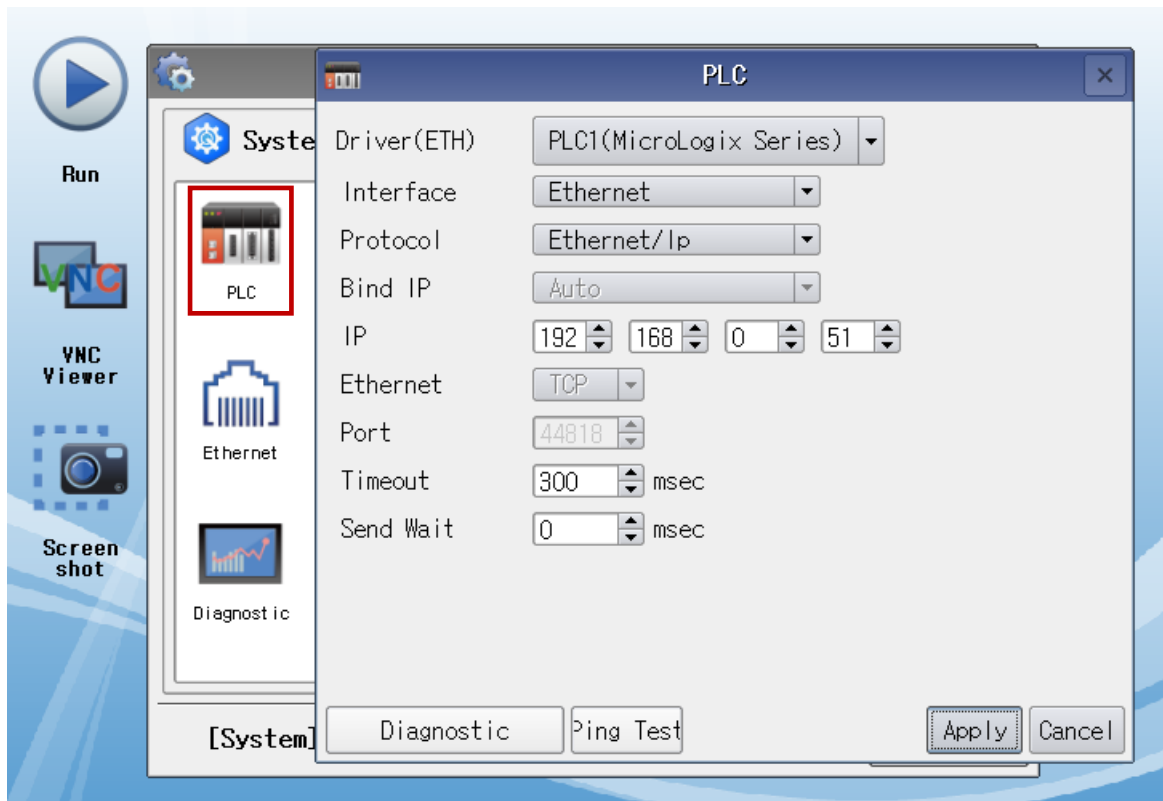 Run
VNC
VNC
Viewer
Screen
shot
Syste
PLC
Ethernet
Diagnostic
[System]
PLC
Driver(ETH) PLC1(MicroLogix Series)
Interface Ethernet
Protocol Ethernet/Ip
Bind IP Auto
IP 192 168 0 51
Ethernet TCP
Port 44818
Timeout 300 msec
Send Wait 0 msec
Diagnostic Ping Test Apply Cancel